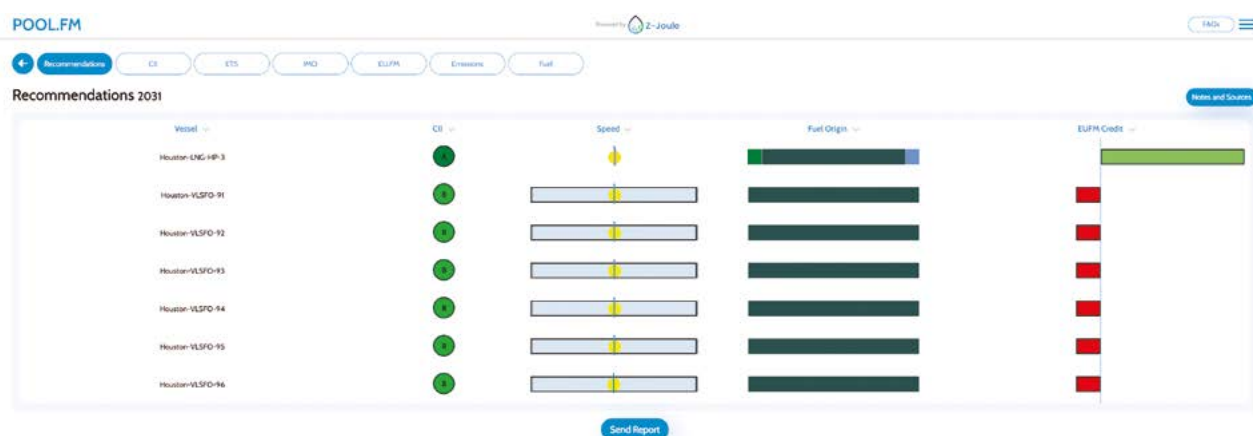 POOL.FM
Powered by Z-Joule
FAQs
Recommendations
CII
ETS
IMO
EU.FM
Emissions
Fuel
Recommendations 2031
Notes and Sources
Vessel CII Speed Fuel Origin EUFM Credit
Houston-LNG-HP-3 A
Houston-VLSFO-91 B
Houston-VLSFO-92 B
Houston-VLSFO-93 B
Houston-VLSFO-94 B
Houston-VLSFO-95 B
Houston-VLSFO-96 B
Send Report